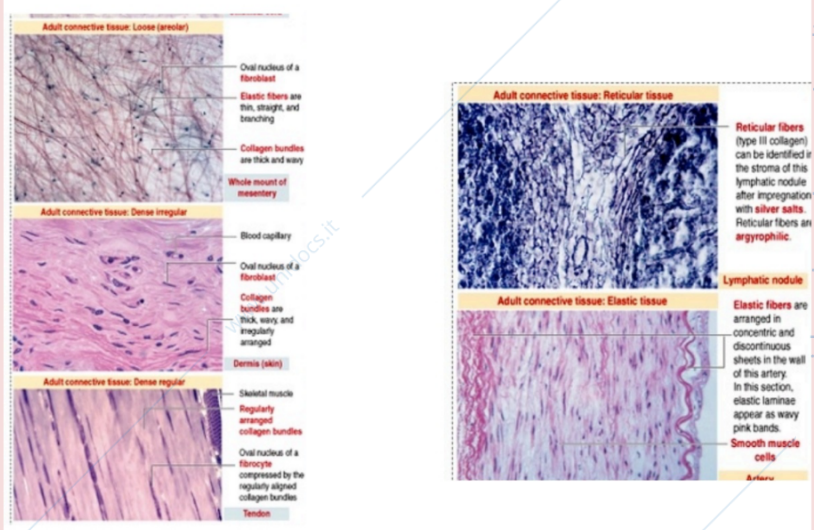 Adult connective tissue: Loose (areolar)
Oval nucleus of a
fibroblast
Elastic fibers are
thin, straight, and
branching
Collagen bundles
are thick and wavy
Whole mount of
mesentery
Adult connective tissue: Dense irregular
Blood capillary
Oval nucleus of a
fibroblast
Collagen
bundles are
thick, wavy, and
irregularly
arranged
Dermis (skin)
Adult connective tissue: Dense regular
Skeletal muscle
Regularly
arranged
collagen bundles
Oval nucleus of a
fibrocyte
compressed by the
regularly aligned
collagen bundles
Tendon
Adult connective tissue: Reticular tissue
Reticular fibers
(type III collagen)
can be identified in
the stroma of this
lymphatic nodule
after impregnation
with silver salts.
Reticular fibers are
argyrophilic.
Lymphatic nodule
Adult connective tissue: Elastic tissue
Elastic fibers are
arranged in
concentric and
discontinuous
sheets in the wall
of this artery.
In this section,
elastic laminae
appear as wavy
pink bands.
Smooth muscle
cells
Artery